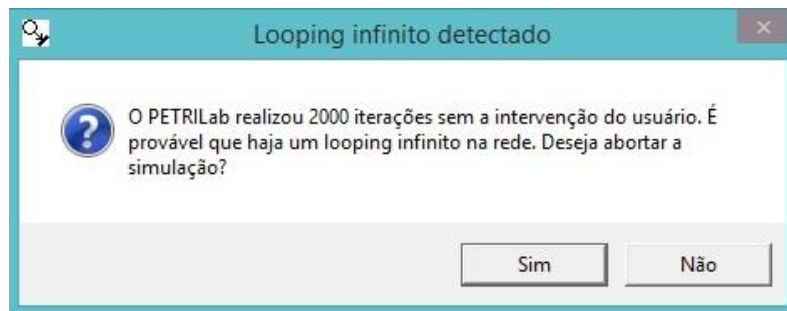 Looping infinito detectado
O PETRILab realizou 2000 iterações sem a intervenção do usuário. É
provável que haja um looping infinito na rede. Deseja abortar a
simulação?
Sim
Não